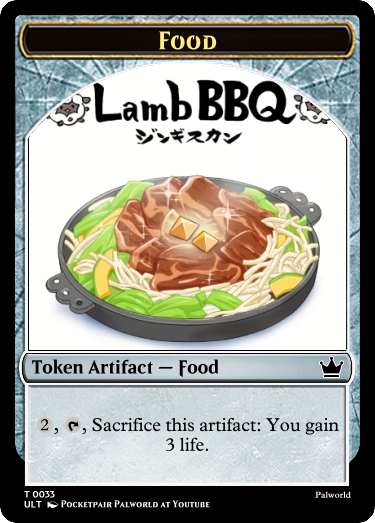 Food
Lamb BBQ
ジンギスカン
Token Artifact — Food
2, , Sacrifice this artifact: You gain
3 life.
T 0033
ULT Pocketpair Palworld at Youtube
Palworld